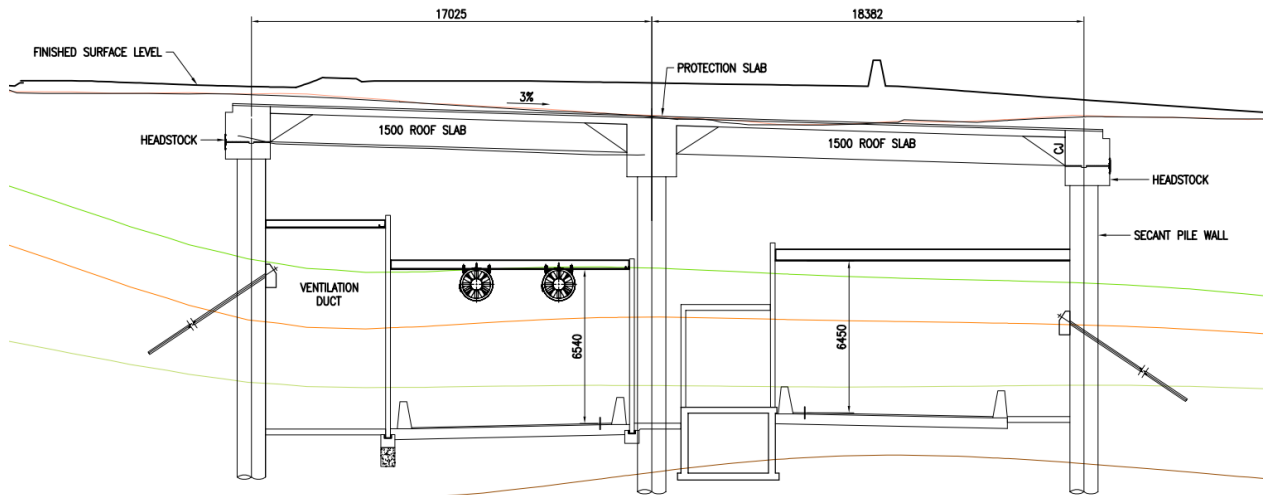 17025
18382
FINISHED SURFACE LEVEL
PROTECTION SLAB
3%
1500 ROOF SLAB
HEADSTOCK
1500 ROOF SLAB
CJ
HEADSTOCK
SECANT PILE WALL
VENTILATION
DUCT
6540
6450